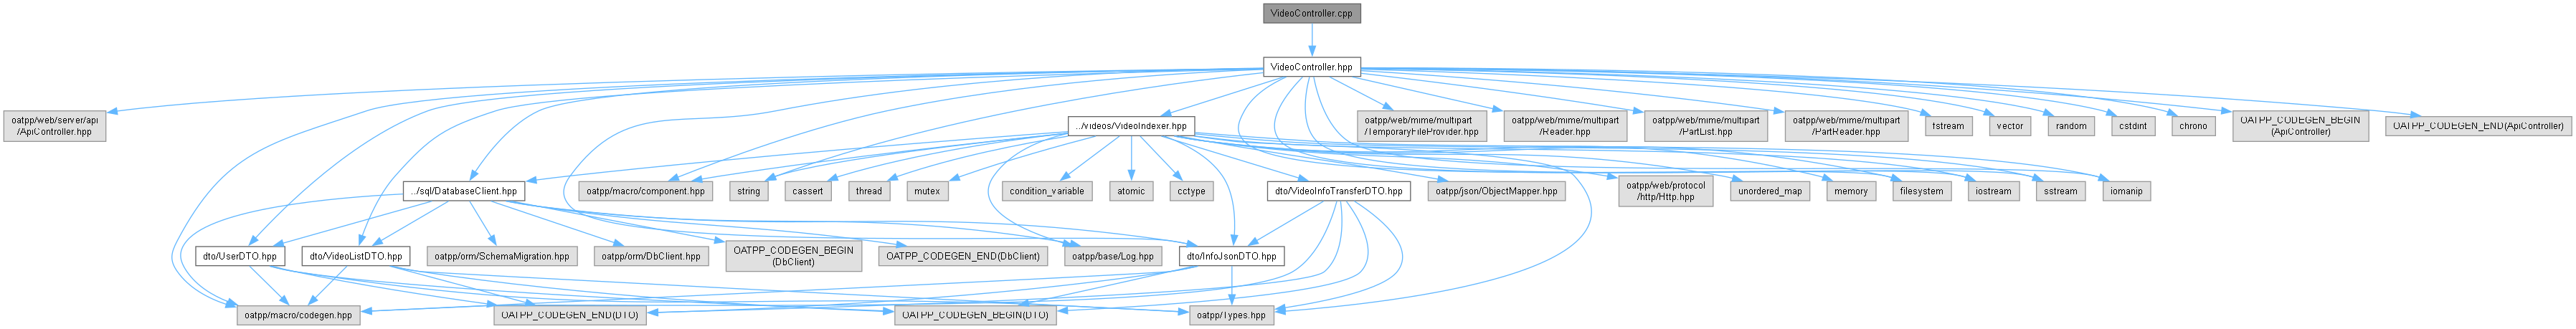 VideoController.cpp
VideoController.hpp
oatpp/web/server/api
/ApiController.hpp
../videos/VideoIndexer.hpp
oatpp/web/mime/multipart
/TemporaryFileProvider.hpp
oatpp/web/mime/multipart
/Reader.hpp
oatpp/web/mime/multipart
/PartList.hpp
oatpp/web/mime/multipart
/PartReader.hpp
fstream
vector
random
cstdint
chrono
OATPP_CODEGEN_BEGIN
(ApiController)
OATPP_CODEGEN_END(ApiController)
.../sql/DatabaseClient.hpp
oatpp/macro/component.hpp
string
cassert
thread
mutex
condition_variable
atomic
cctype
dto/VideoInfoTransferDTO.hpp
oatpp/json/ObjectMapper.hpp
oatpp/web/protocol
/http/Http.hpp
unordered_map
memory
filesystem
iostream
sstream
iomanip
dto/UserDTO.hpp
dto/VideoListDTO.hpp
oatpp/orm/SchemaMigration.hpp
oatpp/orm/DbClient.hpp
OATPP_CODEGEN_BEGIN
(DbClient)
OATPP_CODEGEN_END(DbClient)
oatpp/base/Log.hpp
dto/InfoJsonDTO.hpp
oatpp/macro/codegen.hpp
OATPP_CODEGEN_END(DTO)
OATPP_CODEGEN_BEGIN(DTO)
oatpp/Types.hpp